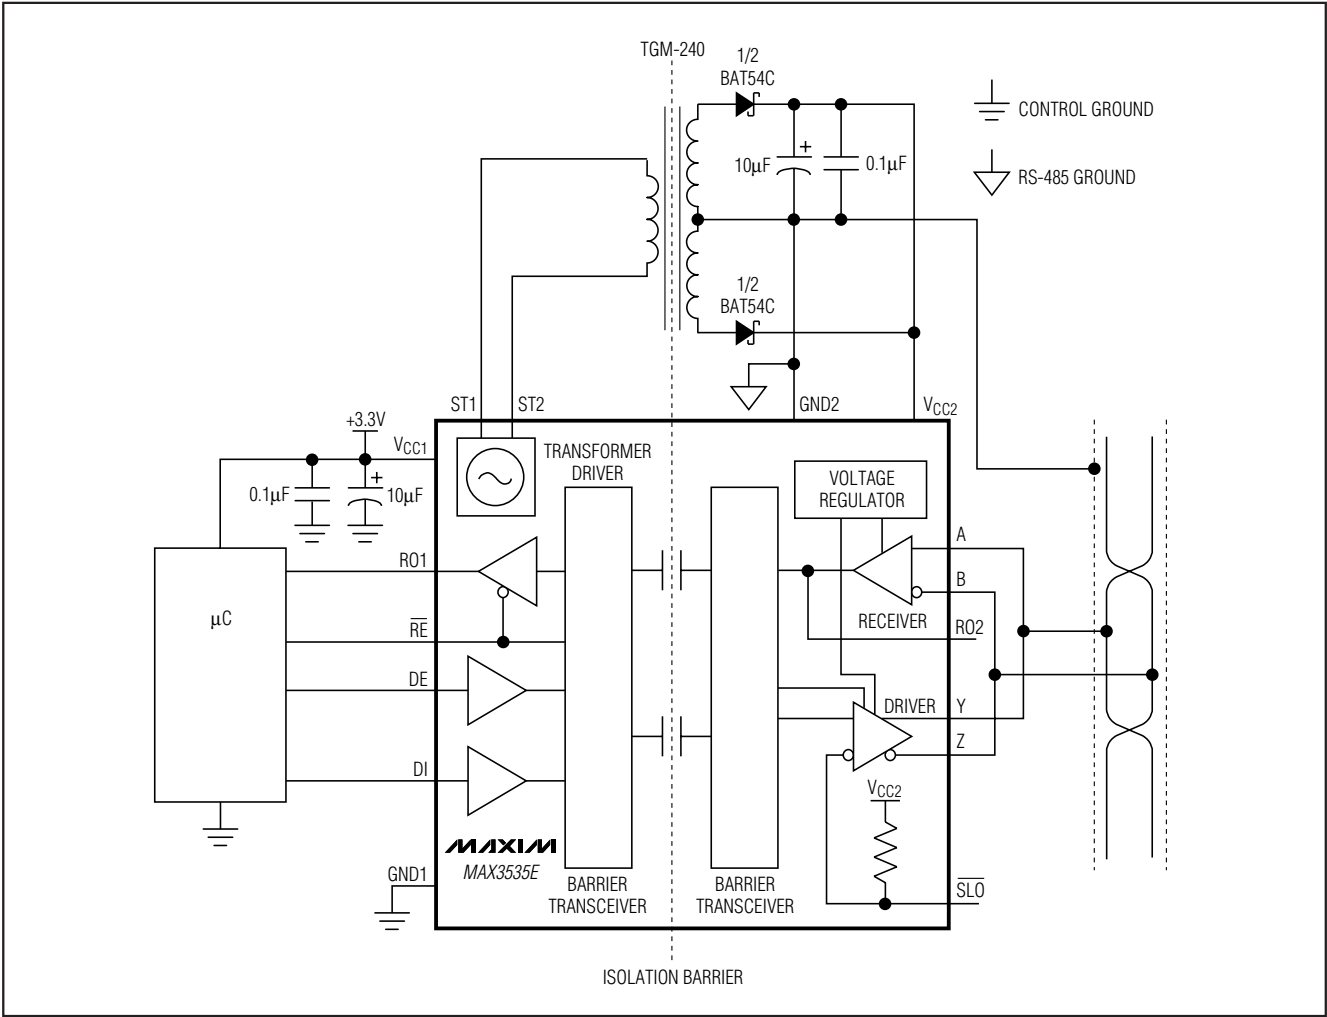 TGM-240
1/2
BAT54C
CONTROL GROUND
10µF
+
0.1µF
RS-485 GROUND
1/2
BAT54C
ST1
ST2
GND2
VCC2
+3.3V
VCC1
TRANSFORMER
DRIVER
VOLTAGE
REGULATOR
0.1µF
+
10µF
A
RO1
B
µC
RECEIVER
RO2
RE
DE
DRIVER
Y
Z
DI
VCC2
MAXIM
MAX3535E
GND1
BARRIER
TRANSCEIVER
BARRIER
TRANSCEIVER
SLO
ISOLATION BARRIER